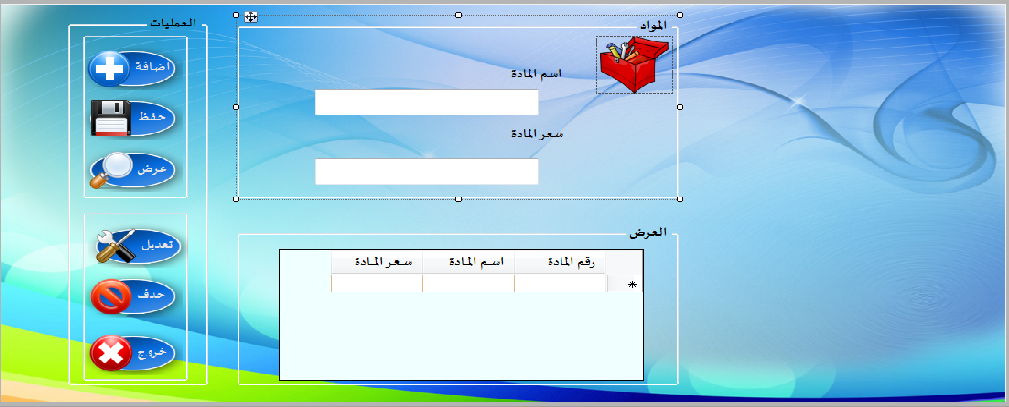 المواد
اسم المادة
سعر المادة
العرض
رقم المادة اسم المادة سعر المادة
*
العمليات
اضافة
حفظ
عرض
تعديل
حذف
خروج